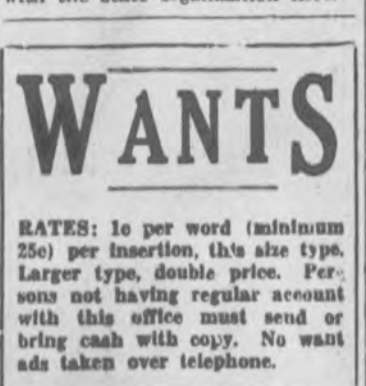 WANTS
RATES: 1c per word (minimum
25c) per insertion, this size type.
Larger type, double price. Per-
sons not having regular account
with this office must send or
bring cash with copy. No want
ads taken over telephone.